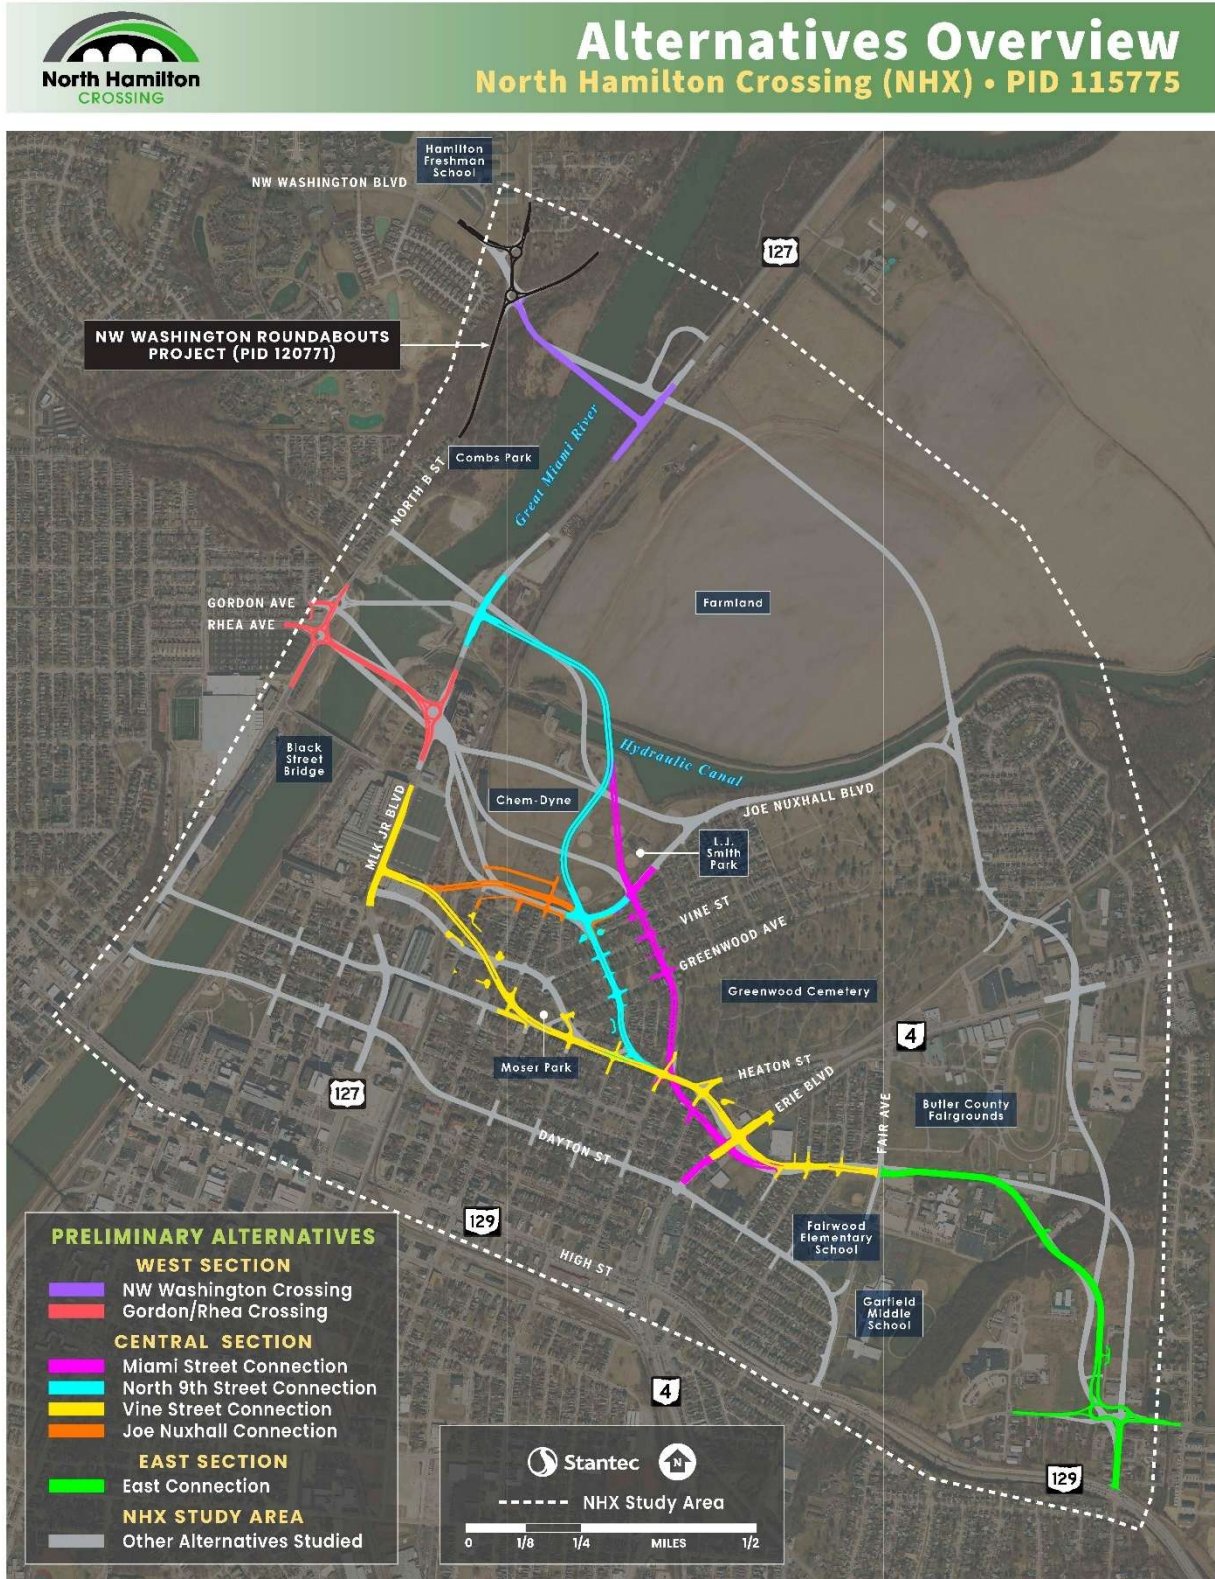 North Hamilton
CROSSING
Alternatives Overview
North Hamilton Crossing (NHX) • PID 115775
Hamilton
Freshman
School
NW WASHINGTON BLVD
127
NW WASHINGTON ROUNDABOUTS
PROJECT (PID 120771)
Great Miami River
Combs Park
NORTH B ST
Farmland
GORDON AVE
RHEA AVE
Black
Street
Bridge
Hydraulic Canal
Chem-Dyne
JOE NUXHALL BLVD
MLK JR BLVD
L.J.
Smith
Park
VINE ST
GREENWOOD AVE
Greenwood Cemetery
4
Moser Park
HEATON ST
ERIE BLVD
127
Butler County
Fairgrounds
FAIR AVE
DAYTON ST
129
HIGH ST
Fairwood
Elementary
School
Garfield
Middle
School
4
129
PRELIMINARY ALTERNATIVES
WEST SECTION
NW Washington Crossing
Gordon/Rhea Crossing
CENTRAL SECTION
Miami Street Connection
North 9th Street Connection
Vine Street Connection
Joe Nuxhall Connection
EAST SECTION
East Connection
NHX STUDY AREA
Other Alternatives Studied
Stantec
N
NHX Study Area
0 1/8 1/4 MILES 1/2